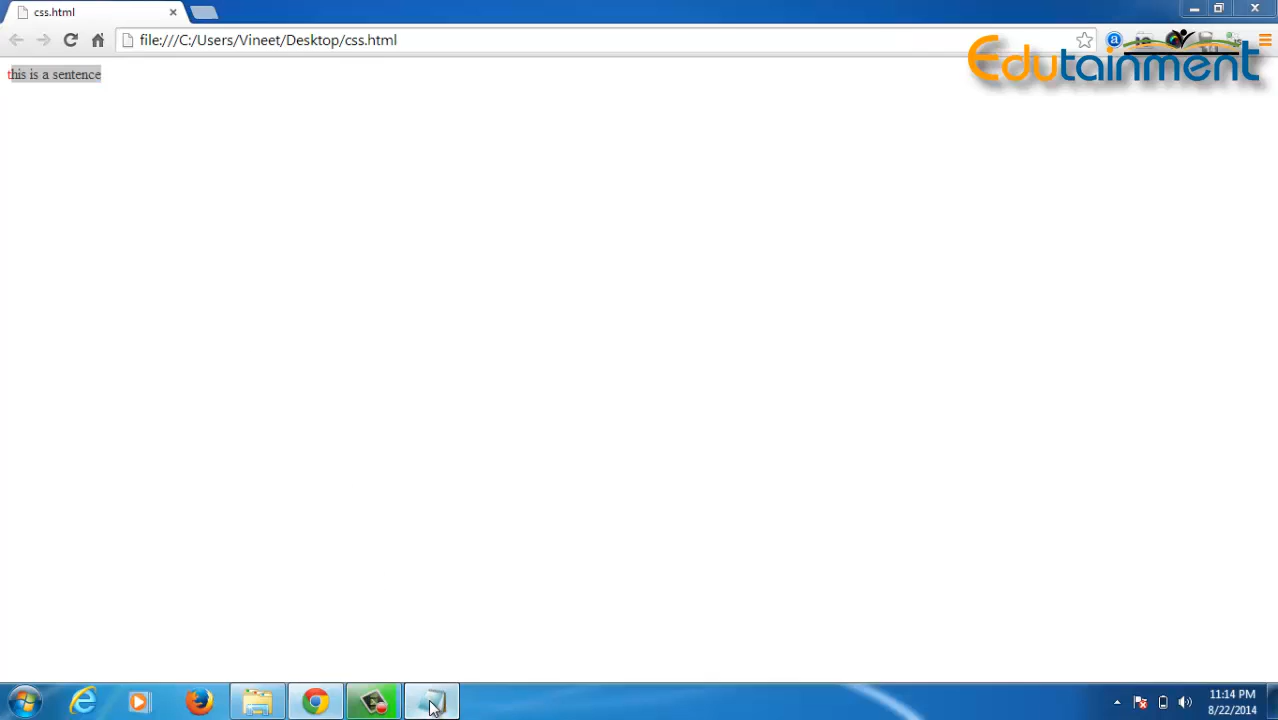 css.html
file:///C:/Users/Vineet/Desktop/css.html
Edutainment
this is a sentence
11:14 PM
8/22/2014